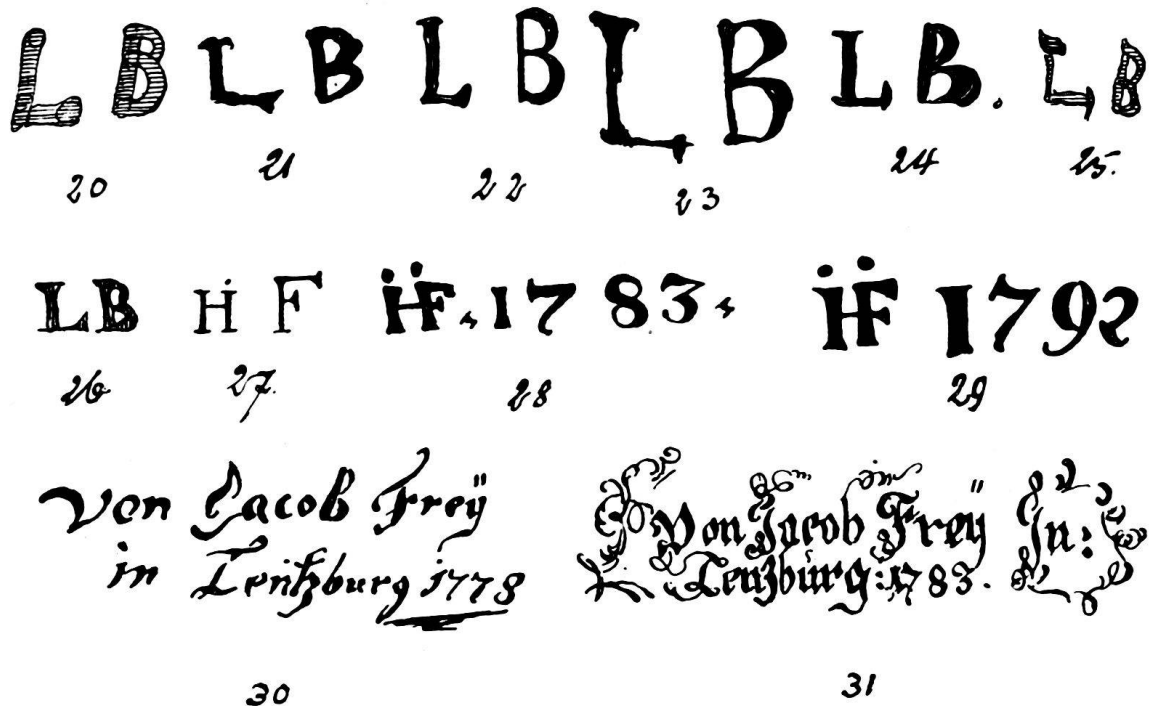 L B L B L B L B L B. L B
20 21 22 23 24 25.
LB H F HF. 1783. HF 1792
26 27. 28 29
Von Jacob Freÿ
in Lentzburg 1778
Von Jacob Freÿ In:
Lenzburg: 1783.
30 31